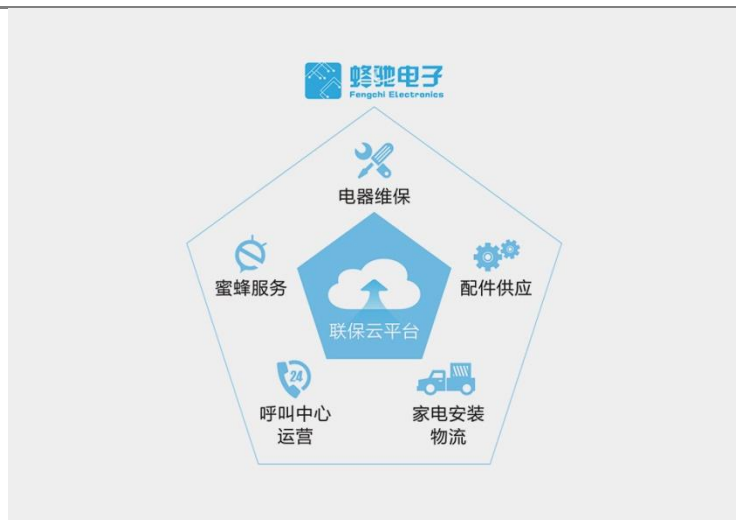 蜂驰电子
Fengchi Electronics
电器维保
蜜蜂服务
配件供应
联保云平台
24
呼叫中心
运营
家电安装
物流